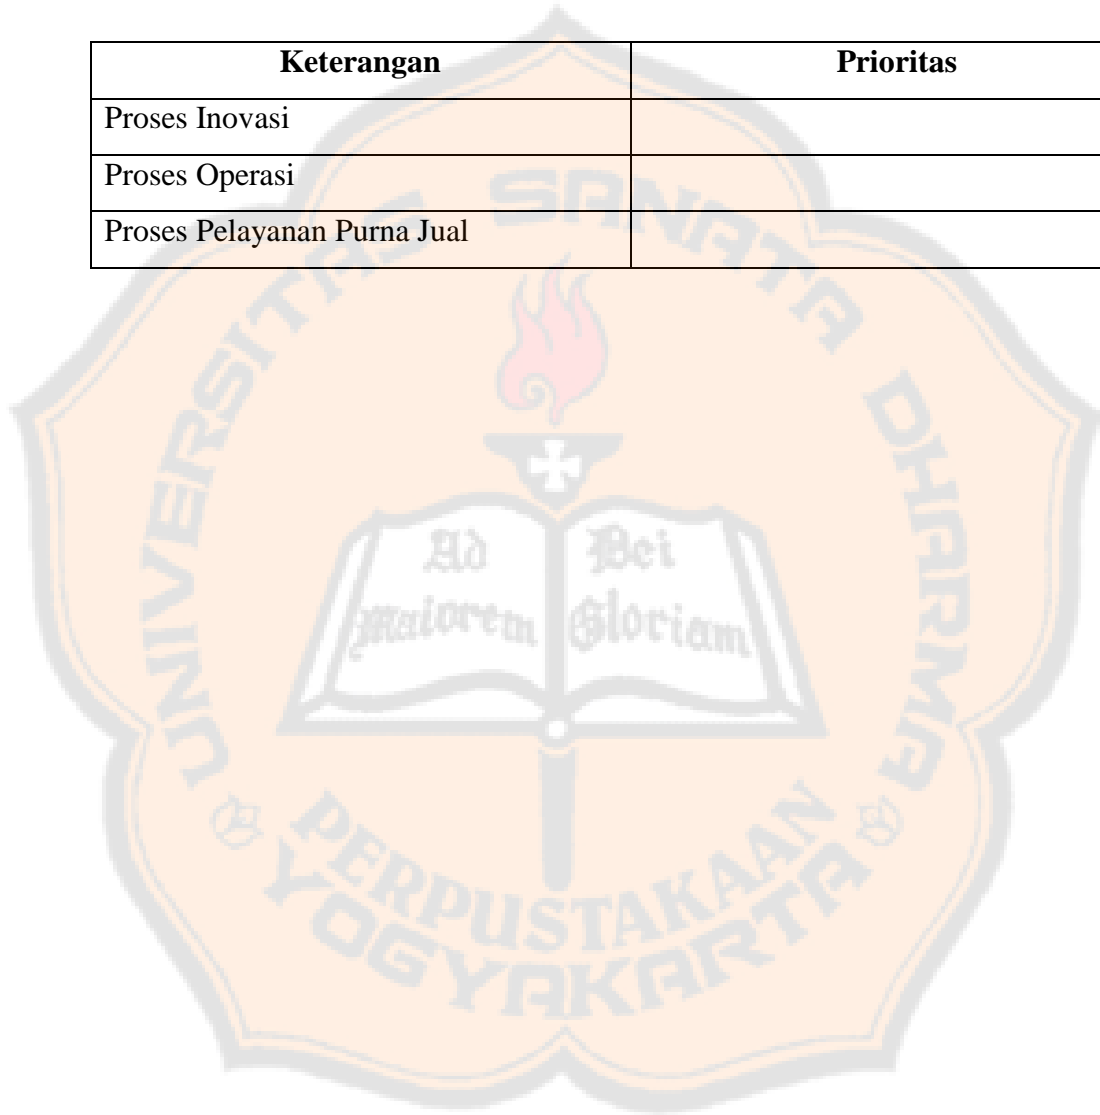 Keterangan Prioritas
Proses Inovasi
Proses Operasi
Proses Pelayanan Purna Jual
UNIVERSITAS SANATA DHARMA
Ad Dei
Maiorem Gloriam
PERPUSTAKAAN
YOGYAKARTA